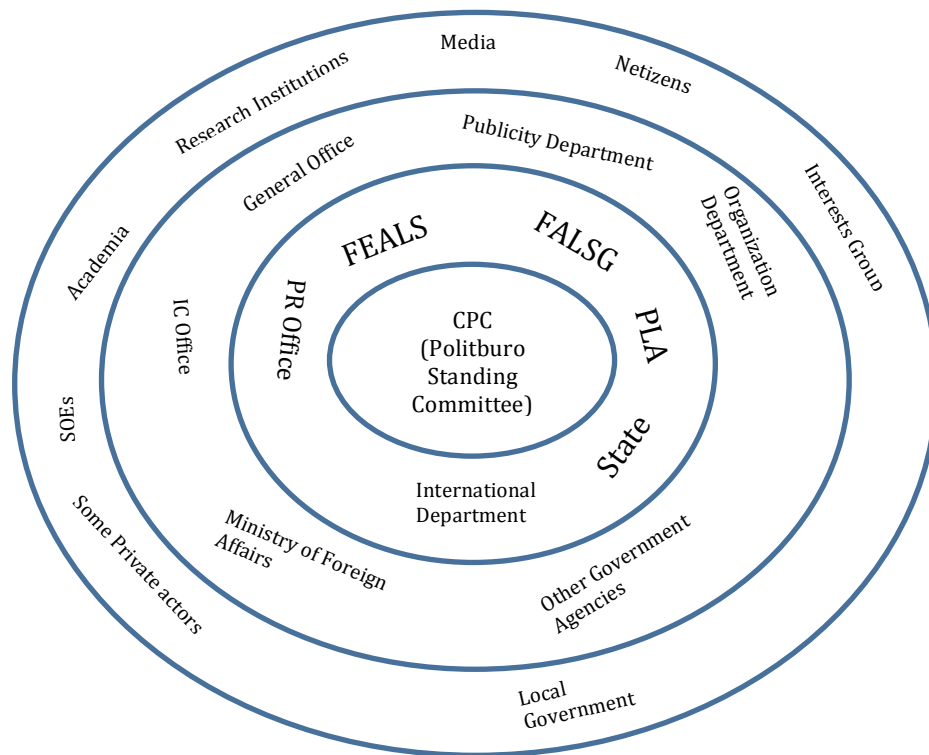 Media
Netizens
Research Institutions
Interests Group
Academia
SOEs
Some Private actors
Local
Government
Publicity Department
General Office
Organization
Department
IC Office
Ministry of Foreign
Affairs
Other Government
Agencies
FEALS
FALSG
PR Office
PLA
State
International
Department
CPC
(Politburo
Standing
Committee)